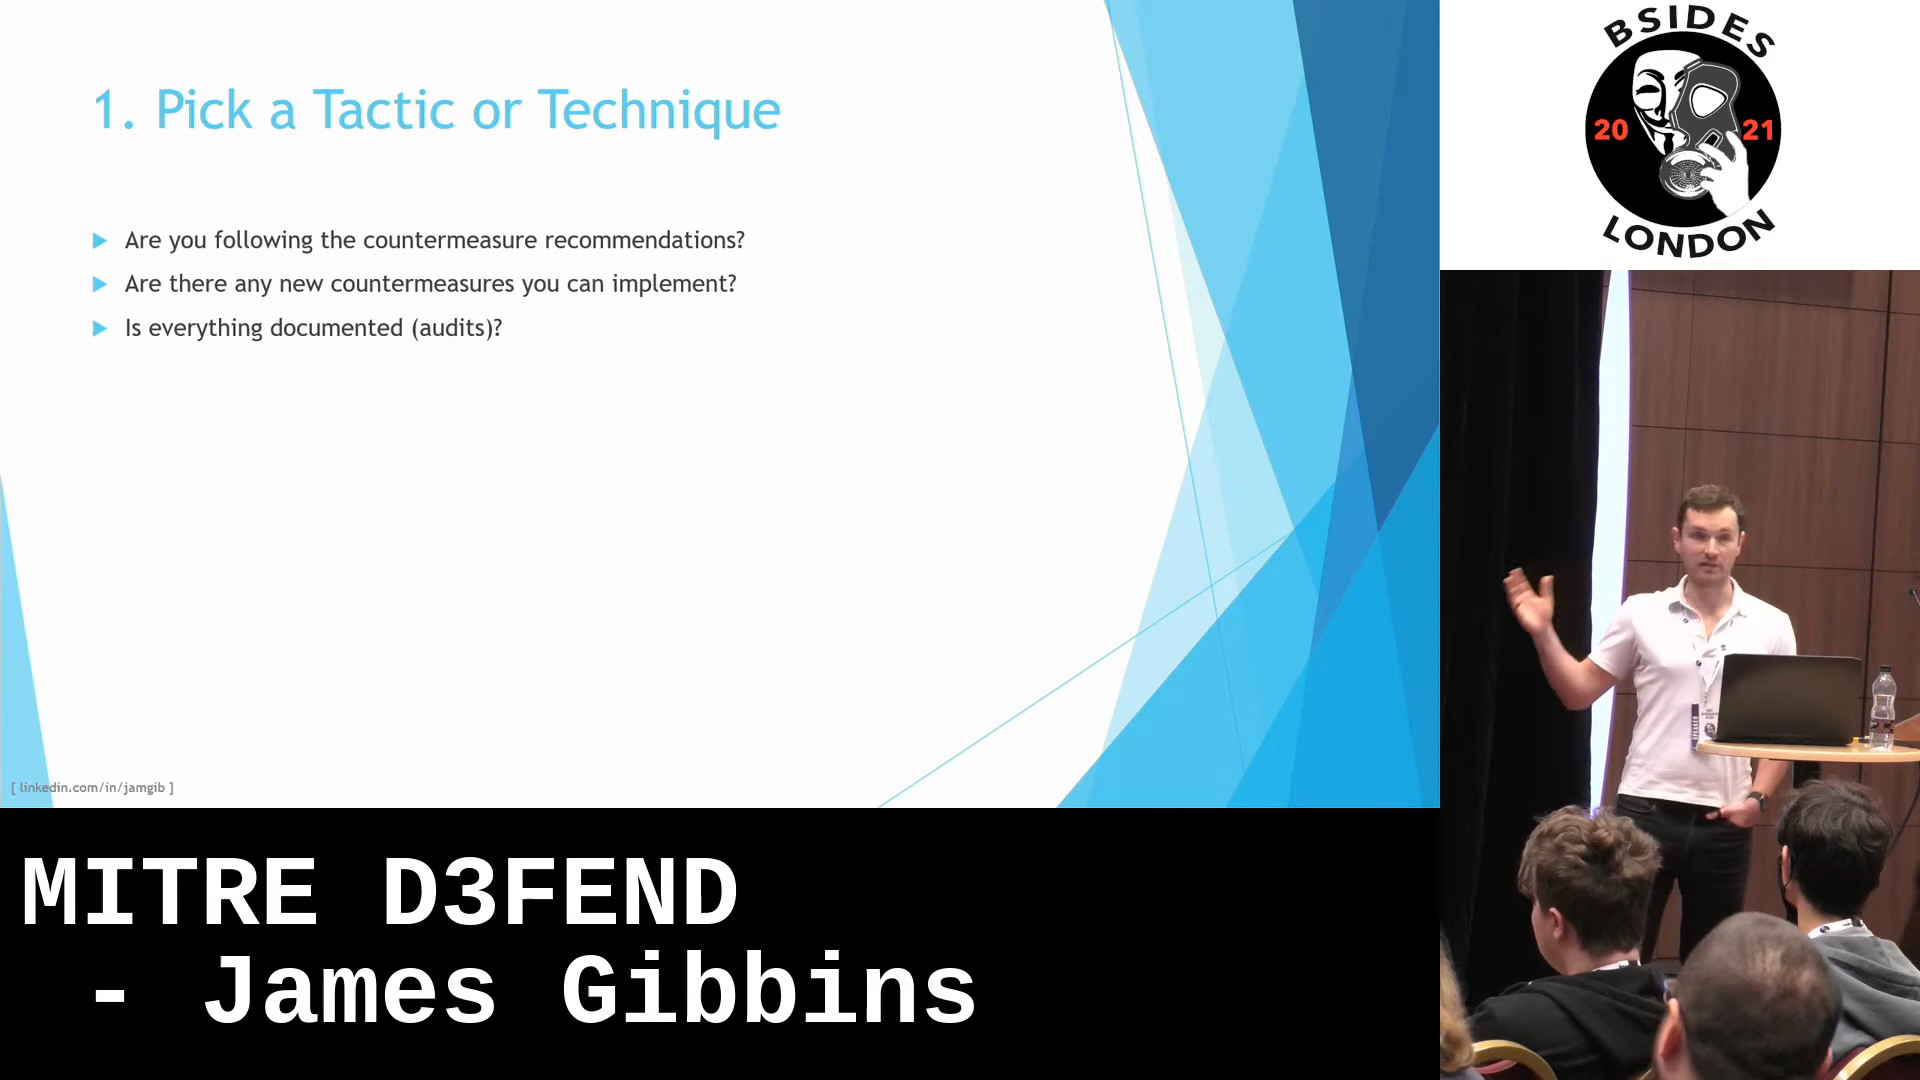 1. Pick a Tactic or Technique
Are you following the countermeasure recommendations?
Are there any new countermeasures you can implement?
Is everything documented (audits)?
[ linkedin.com/in/jamgib ]
MITRE D3FEND
- James Gibbins
BSIDES
20 21
LONDON